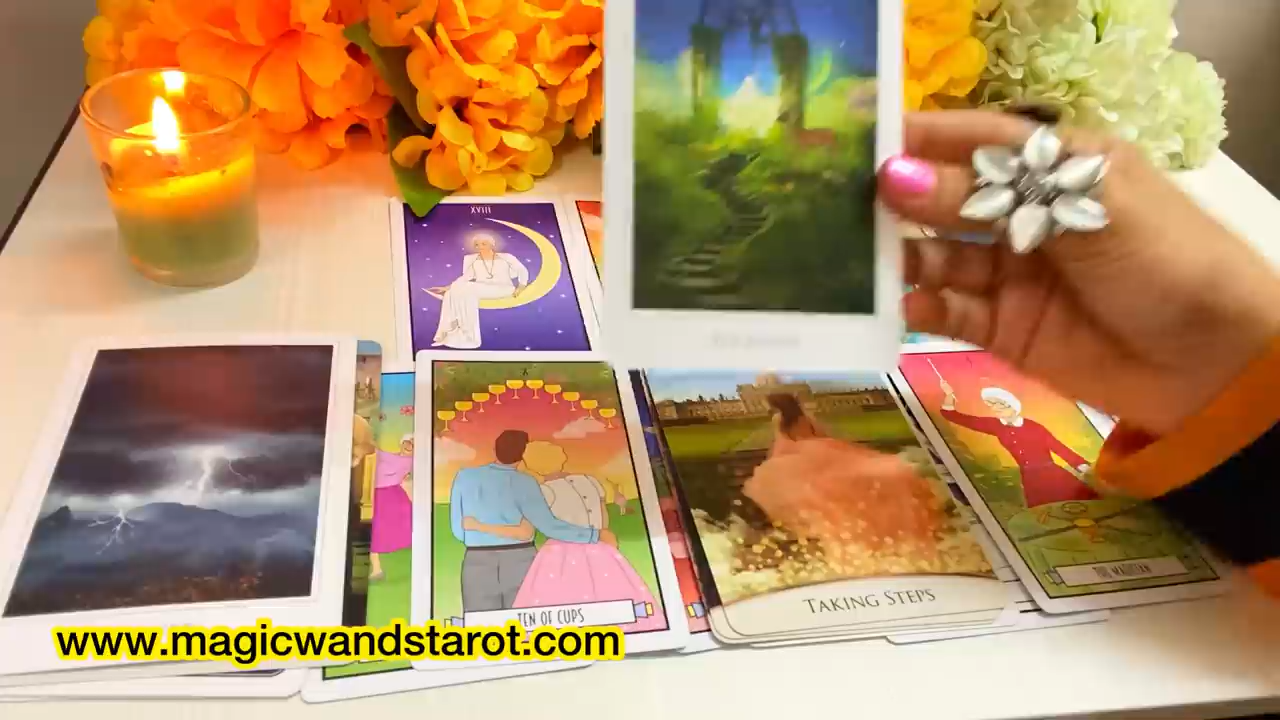 XVIII
X
TEN OF CUPS
TAKING STEPS
THE MAGICIAN
www.magicwandstarot.com